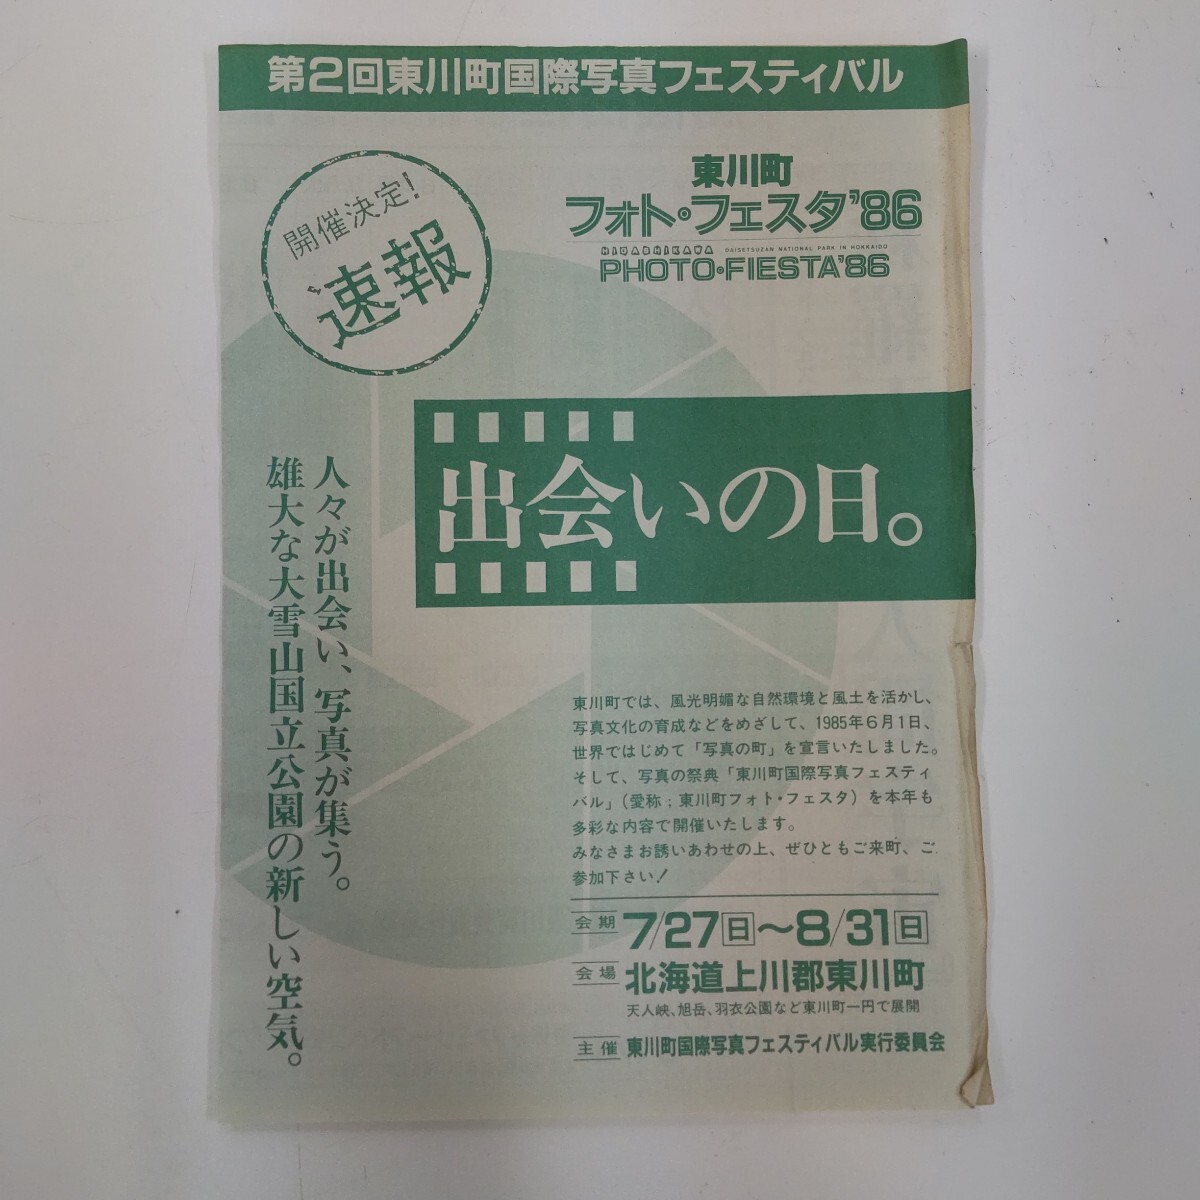 第2回東川町国際写真フェスティバル
開催決定!
速報
東川町
フォト・フェスタ'86
HIGASHIKAWA
DAISETSUZAN NATIONAL PARK IN HOKKAIDO
PHOTO・FIESTA'86
出会いの日。
人々が出会い、写真が集う。
雄大な大雪山国立公園の新しい空気。
東川町では、風光明媚な自然環境と風土を活かし、
写真文化の育成などをめざして、1985年6月1日、
世界ではじめて「写真の町」を宣言いたしました。
そして、写真の祭典「東川町国際写真フェスティ
バル」(愛称;東川町フォト・フェスタ)を本年も
多彩な内容で開催いたします。
みなさまお誘いあわせの上、ぜひともご来町、ご
参加下さい!
会期 7/27日〜8/31日
会場 北海道上川郡東川町
天人峡、旭岳、羽衣公園など東川町一円で展開
主催 東川町国際写真フェスティバル実行委員会